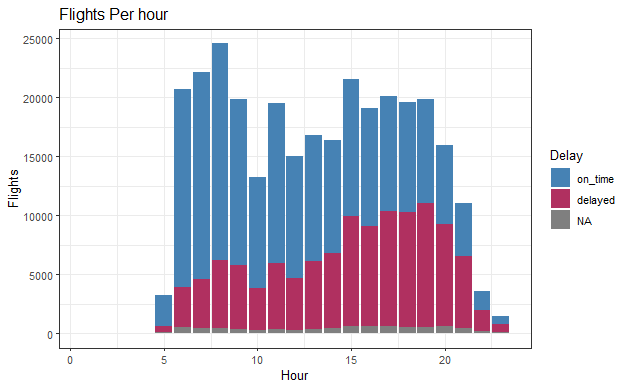 Flights Per hour
25000
20000
15000
10000
5000
0
Flights
0 5 10 15 20
Hour
Delay
on_time
delayed
NA